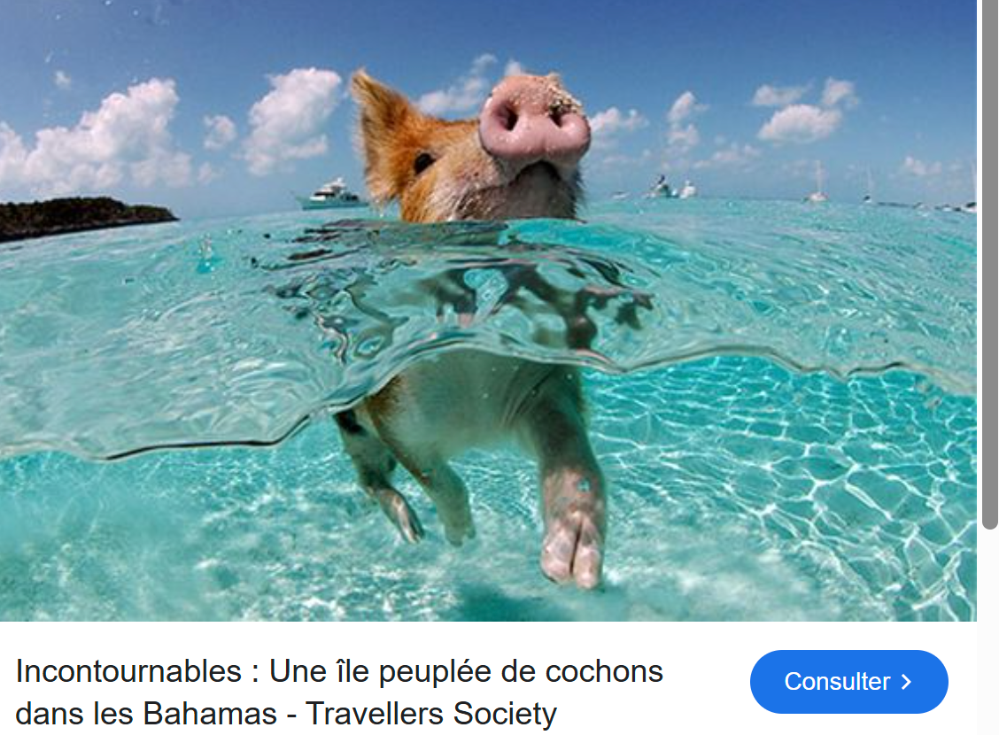 Incontournables : Une île peuplée de cochons
dans les Bahamas - Travellers Society
Consulter